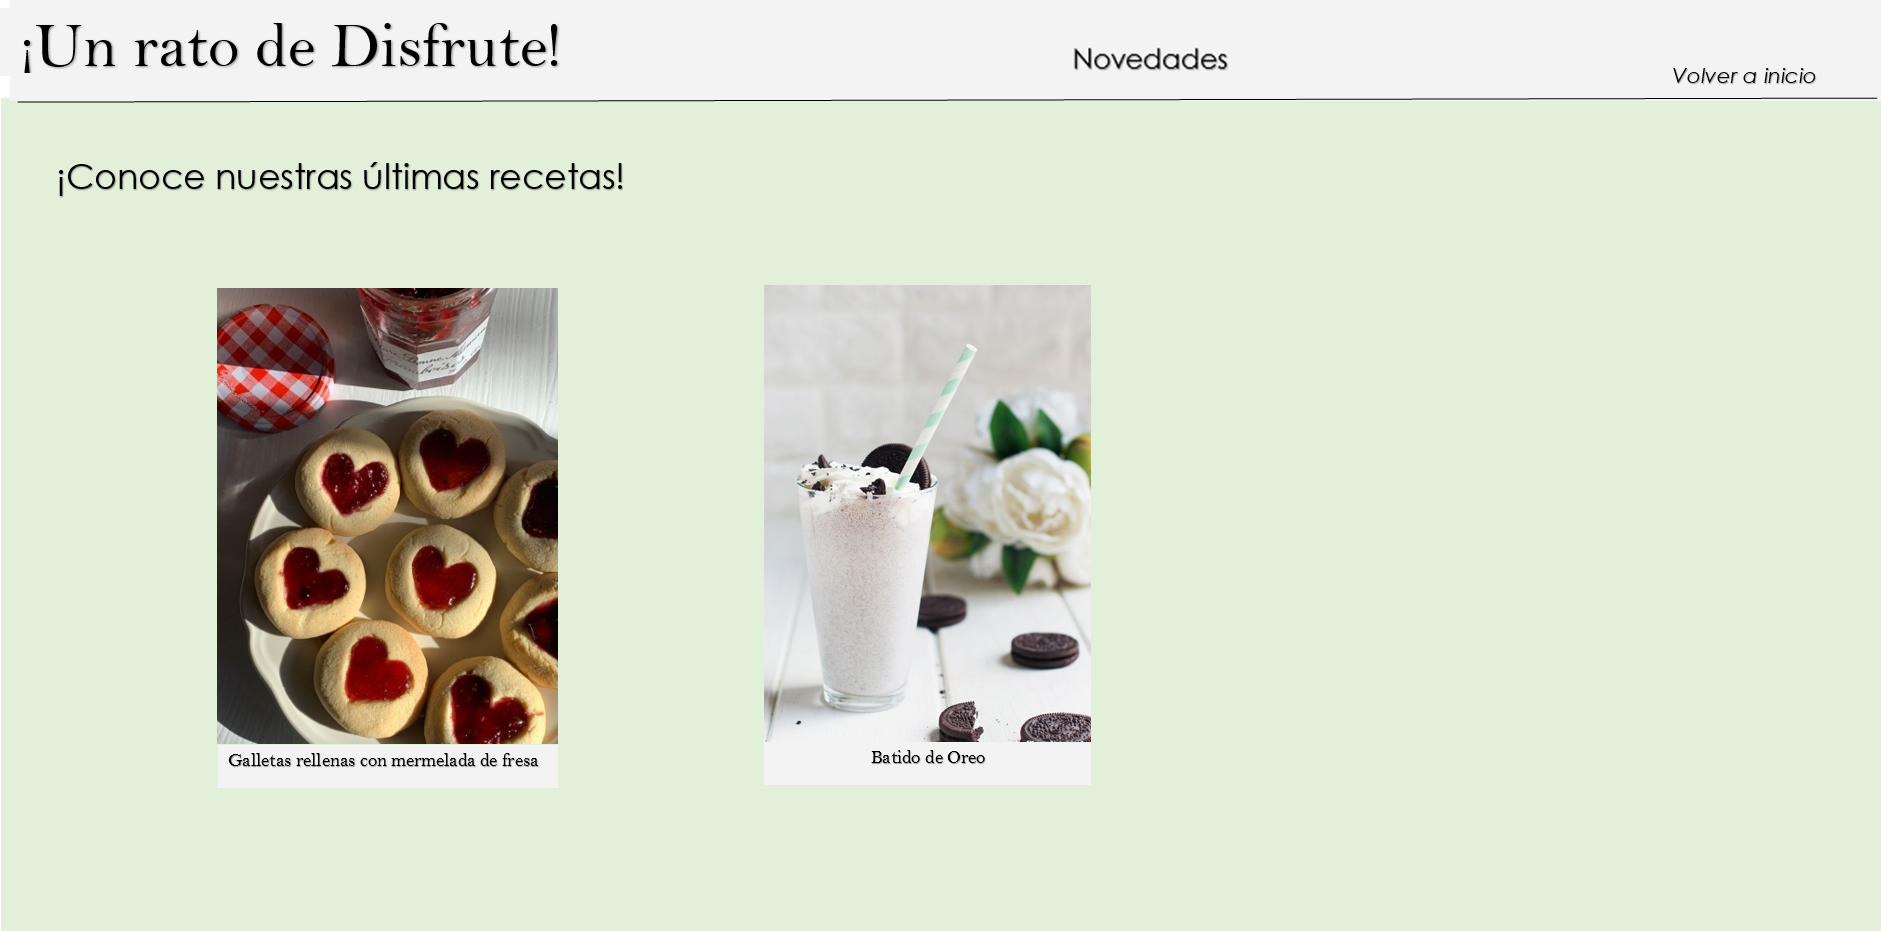 ¡Un rato de Disfrute!
Novedades
Volver a inicio
¡Conoce nuestras últimas recetas!
Galletas rellenas con mermelada de fresa
Batido de Oreo